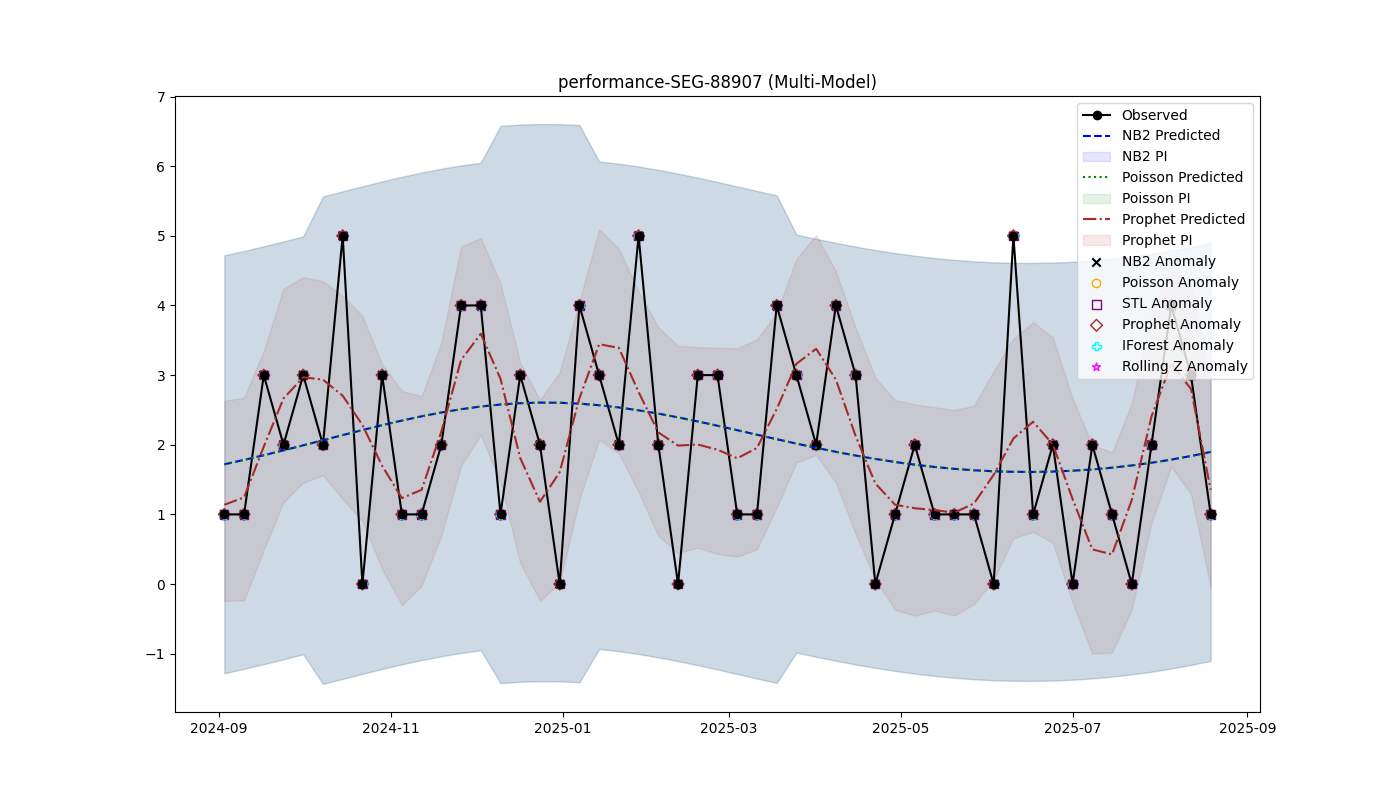 performance-SEG-88907 (Multi-Model)
7
6
5
4
3
2
1
0
−1
2024-09
2024-11
2025-01
2025-03
2025-05
2025-07
2025-09
Observed
NB2 Predicted
NB2 PI
Poisson Predicted
Poisson PI
Prophet Predicted
Prophet PI
NB2 Anomaly
Poisson Anomaly
STL Anomaly
Prophet Anomaly
IForest Anomaly
Rolling Z Anomaly